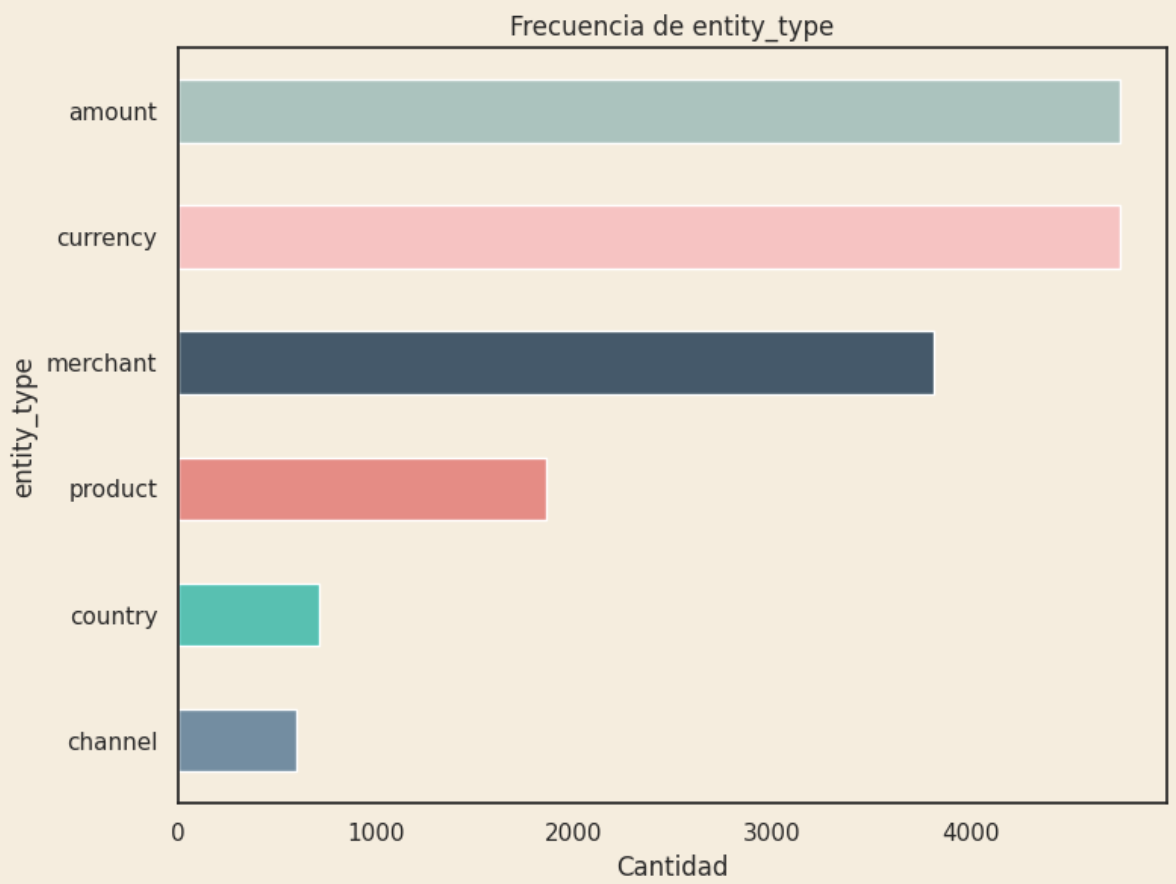 Frecuencia de entity_type
amount
currency
merchant
product
country
channel
entity_type
0 1000 2000 3000 4000
Cantidad